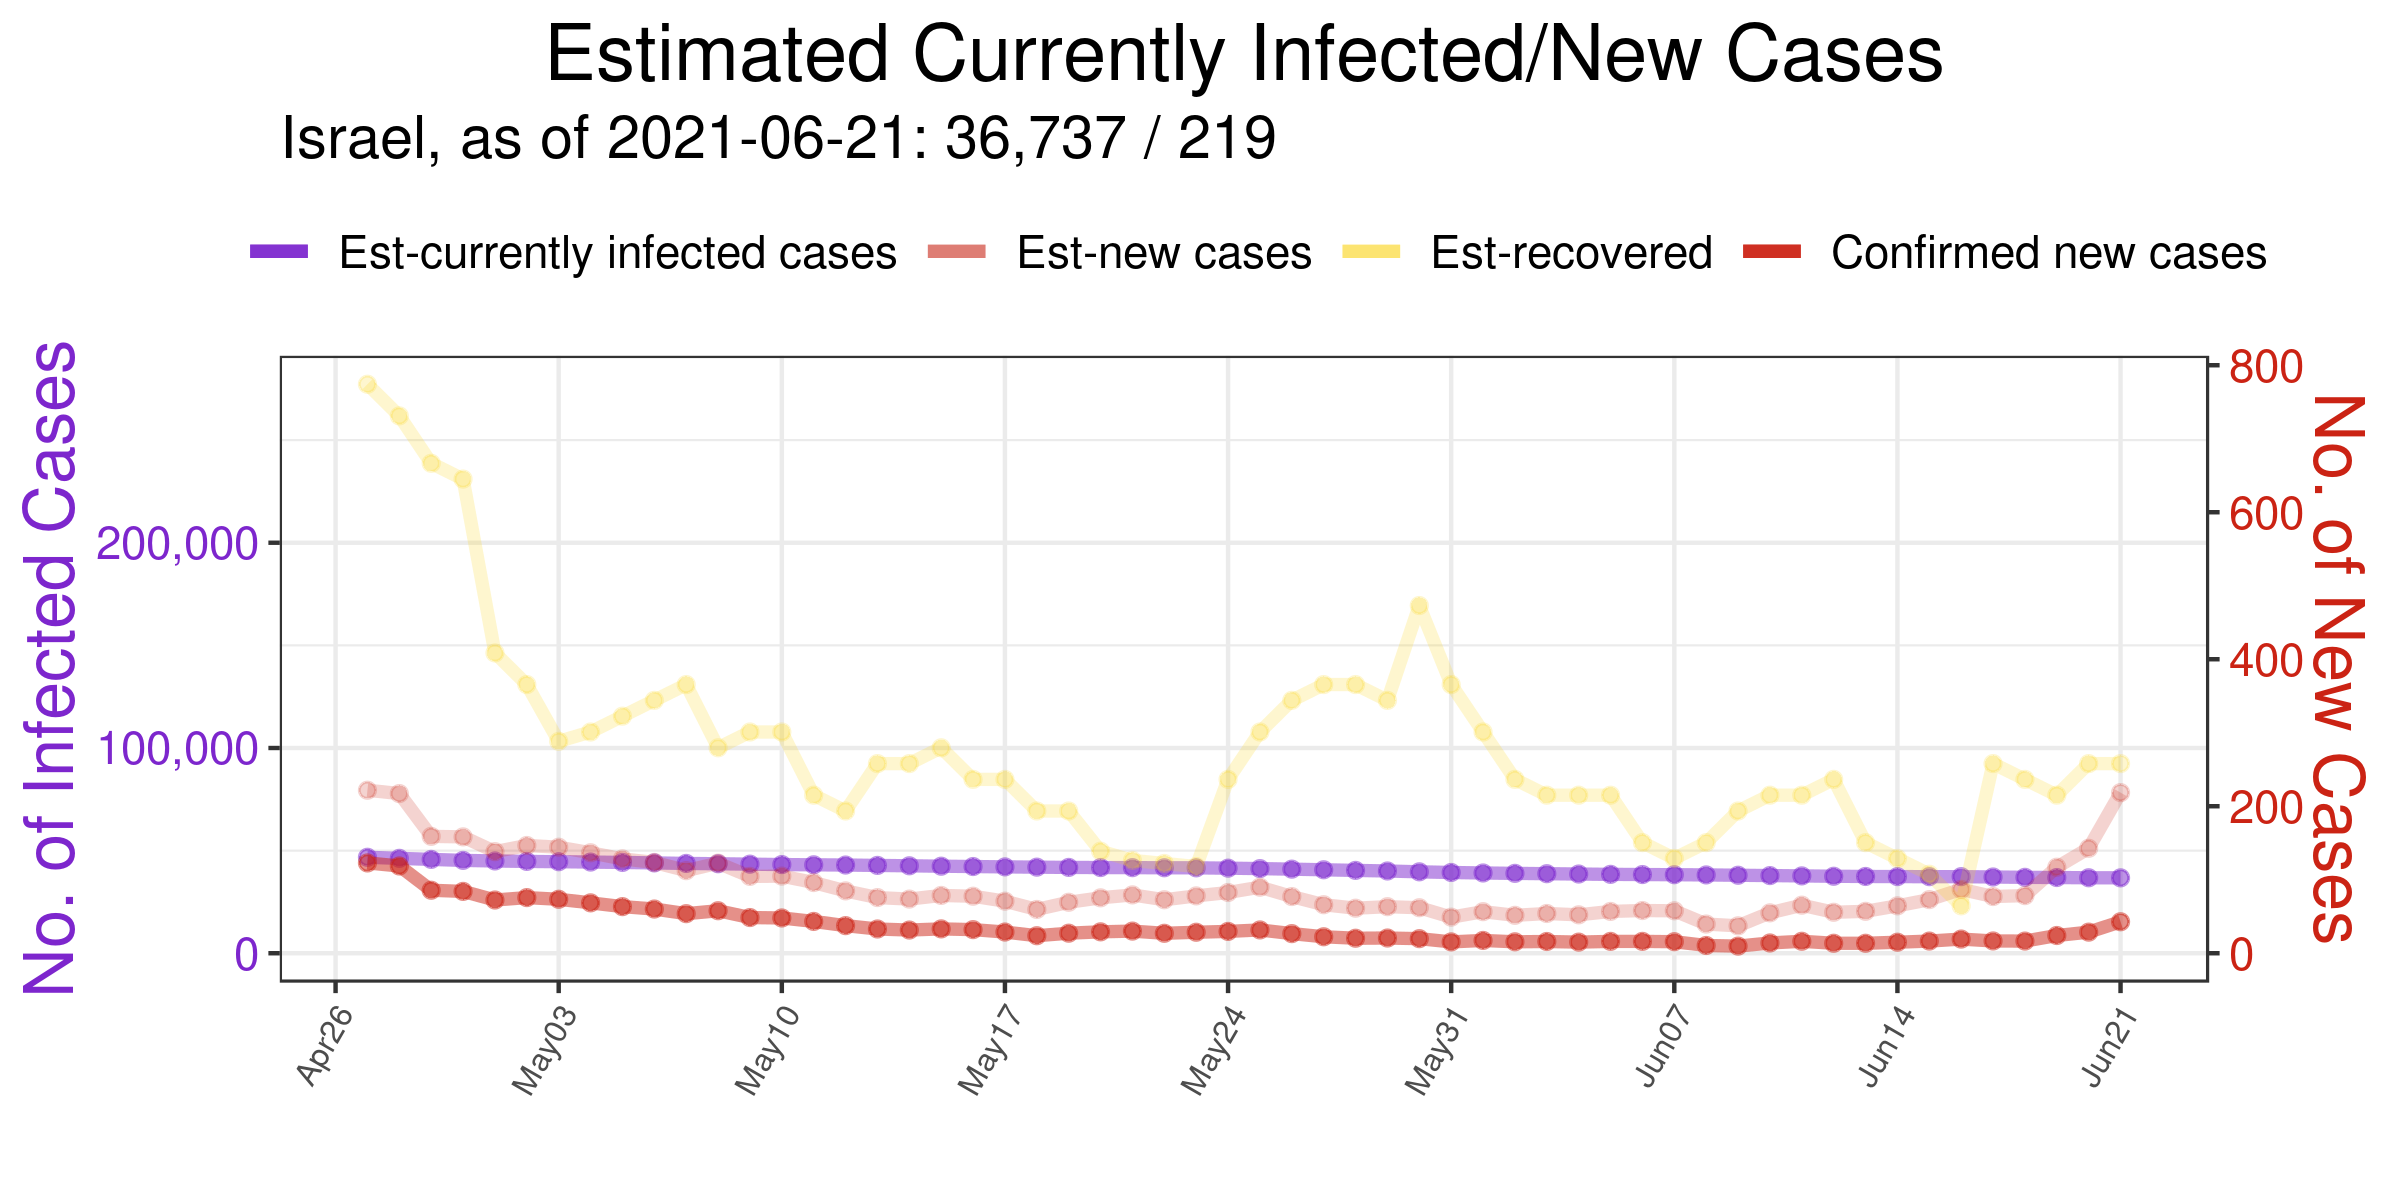 Estimated Currently Infected/New Cases
Israel, as of 2021-06-21: 36,737 / 219
Est-currently infected cases Est-new cases Est-recovered Confirmed new cases
No. of Infected Cases
200,000
100,000
0
800
600
400
200
0
No. of New Cases
Apr26 May03 May10 May17 May24 May31 Jun07 Jun14 Jun21